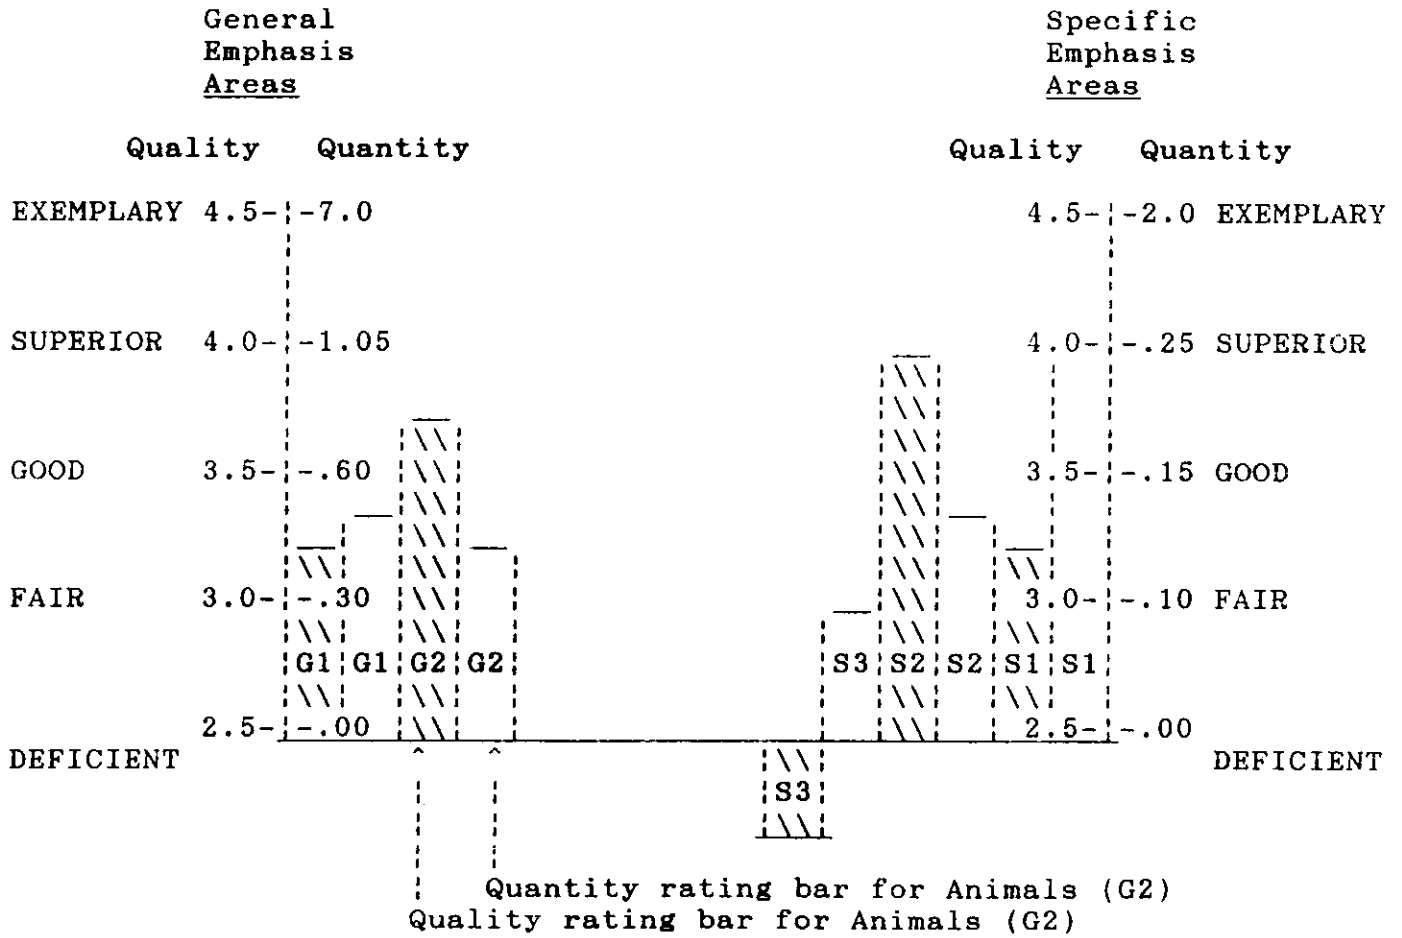 General Specific
Emphasis Emphasis
Areas Areas
Quality Quantity Quality Quantity
EXEMPLARY 4.5- -7.0 4.5- -2.0 EXEMPLARY
SUPERIOR 4.0- -1.05 4.0- -.25 SUPERIOR
GOOD 3.5- -.60 3.5- -.15 GOOD
FAIR 3.0- -.30 3.0- -.10 FAIR
G1 G1 G2 G2 S3 S2 S2 S1 S1
2.5- -.00 2.5- -.00
DEFICIENT DEFICIENT
S3
Quantity rating bar for Animals (G2)
Quality rating bar for Animals (G2)